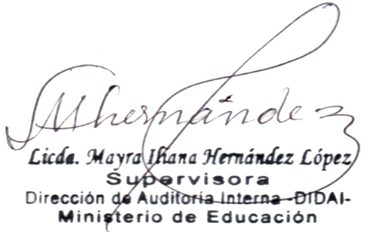 Mhernández
Licda. Mayra Iliana Hernández López
Supervisora
Dirección de Auditoría Interna -DIDAI-
Ministerio de Educación